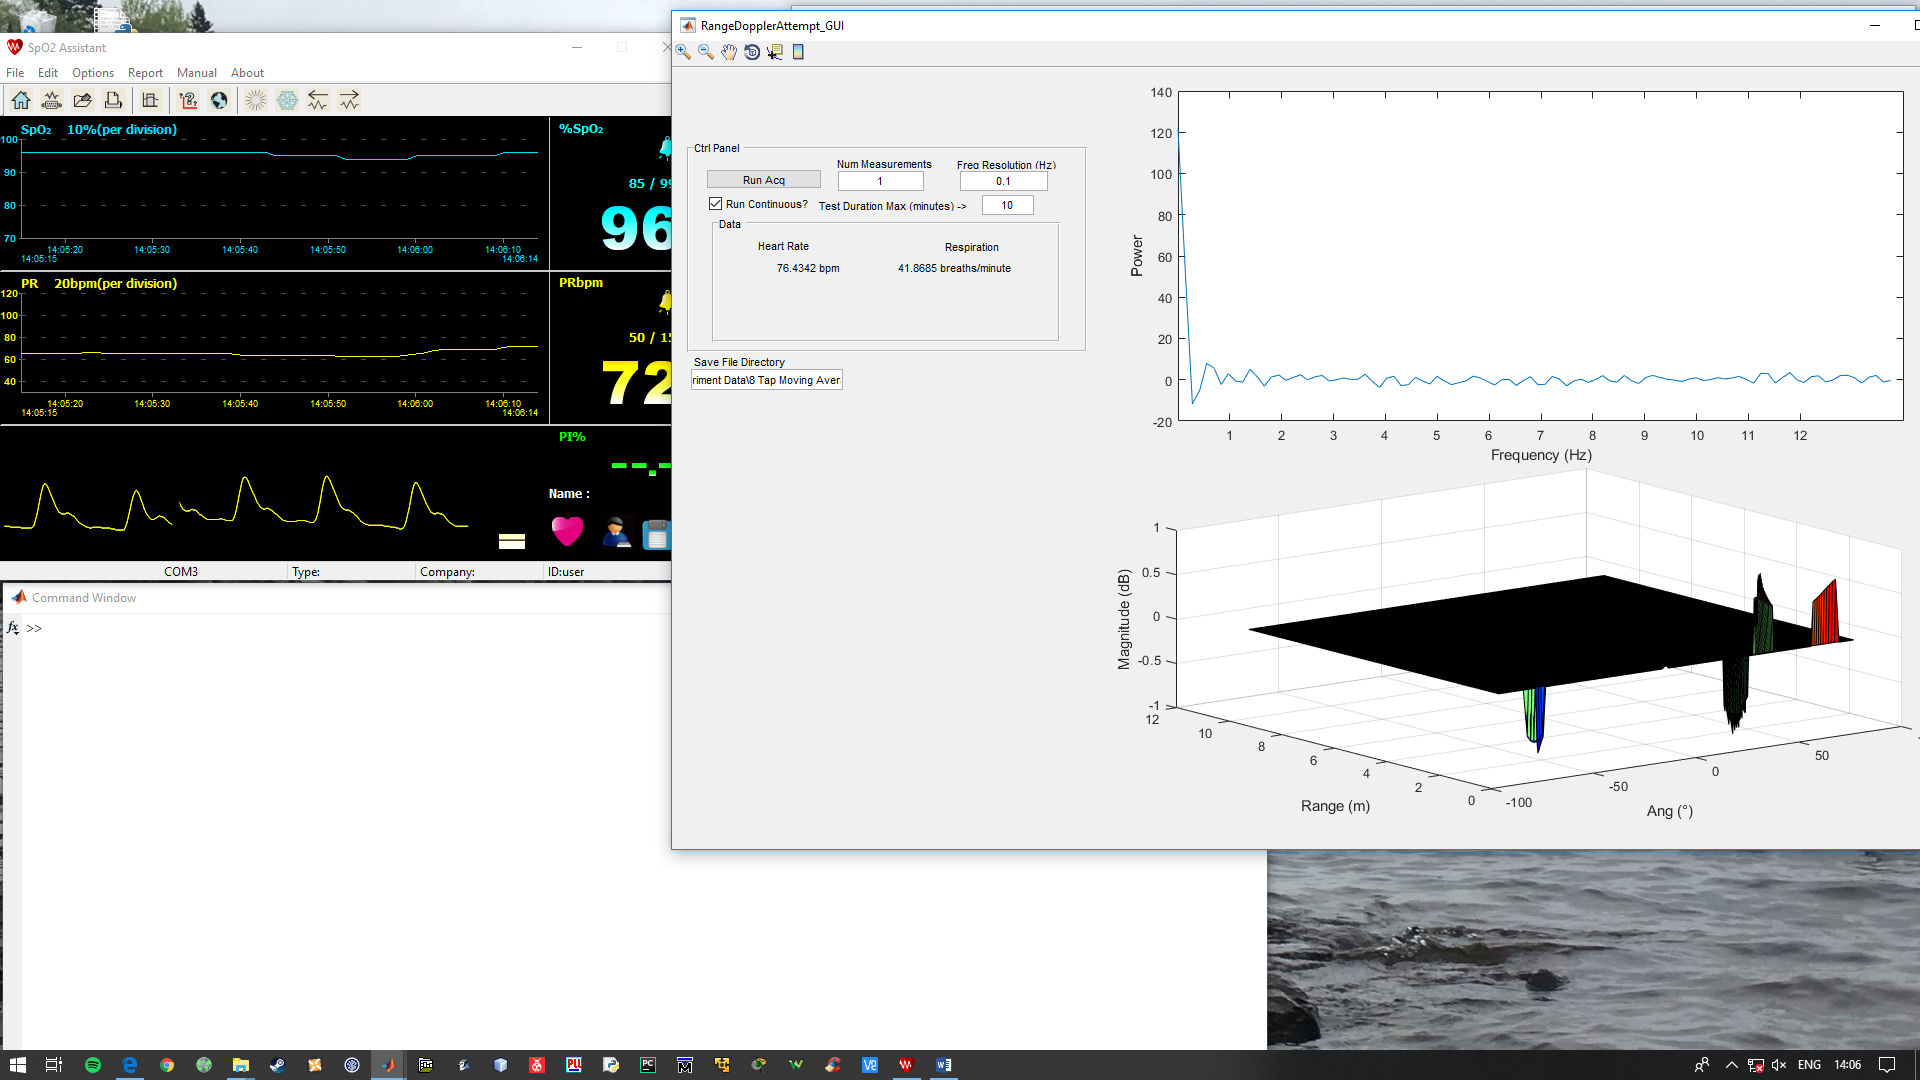 SpO2 Assistant
File Edit Options Report Manual About
SpO₂ 10%(per division)
100
90
80
70
14:05:20 14:05:30 14:05:40 14:05:50 14:06:00 14:06:10
14:05:15 14:06:14
%SpO₂
85 / 99
96
PR 20bpm(per division)
120
100
80
60
40
14:05:20 14:05:30 14:05:40 14:05:50 14:06:00 14:06:10
14:05:15 14:06:14
PRbpm
50 / 15
72
PI%
--.-
Name :
COM3 Type: Company: ID:user
Command Window
fx >>
RangeDopplerAttempt_GUI
Ctrl Panel
Num Measurements Freq Resolution (Hz)
Run Acq 1 0.1
Run Continuous? Test Duration Max (minutes) -> 10
Data
Heart Rate Respiration
76.4342 bpm 41.8685 breaths/minute
Save File Directory
riment Data\8 Tap Moving Aver
140
120
100
80
60
40
20
0
-20
Power
1 2 3 4 5 6 7 8 9 10 11 12
Frequency (Hz)
1
0.5
0
-0.5
-1
Magnitude (dB)
12 10 8 6 4 2 0
Range (m)
-100 -50 0 50
Ang (°)
ENG 14:06